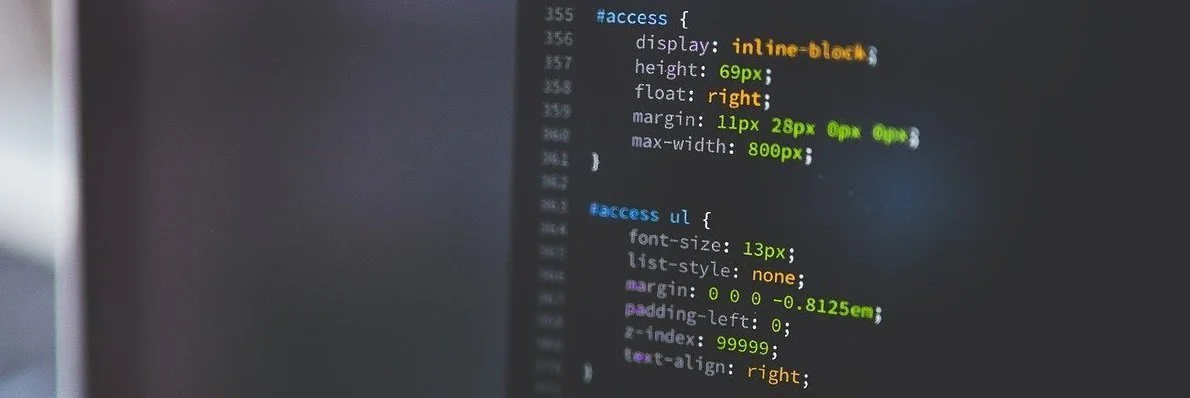 355 #access {
356 display: inline-block;
357 height: 69px;
358 float: right;
359 margin: 11px 28px 0px 0px;
360 max-width: 800px;
361 }
362
363 #access ul {
364 font-size: 13px;
365 list-style: none;
366 margin: 0 0 0 -0.8125em;
367 padding-left: 0;
368 z-index: 99999;
369 text-align: right;
370 }